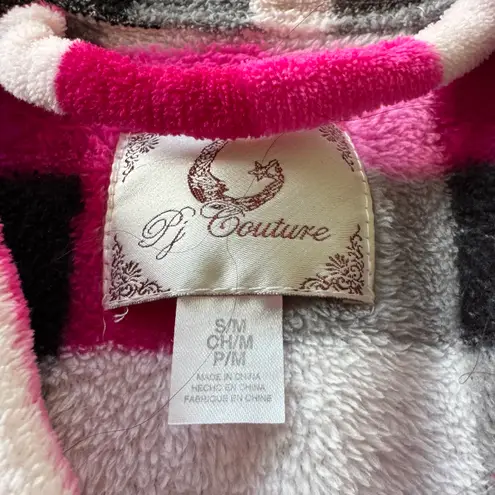 Pj Couture
S/M
CH/M
P/M
MADE IN CHINA
HECHO EN CHINA
FABRIQUE EN CHINE